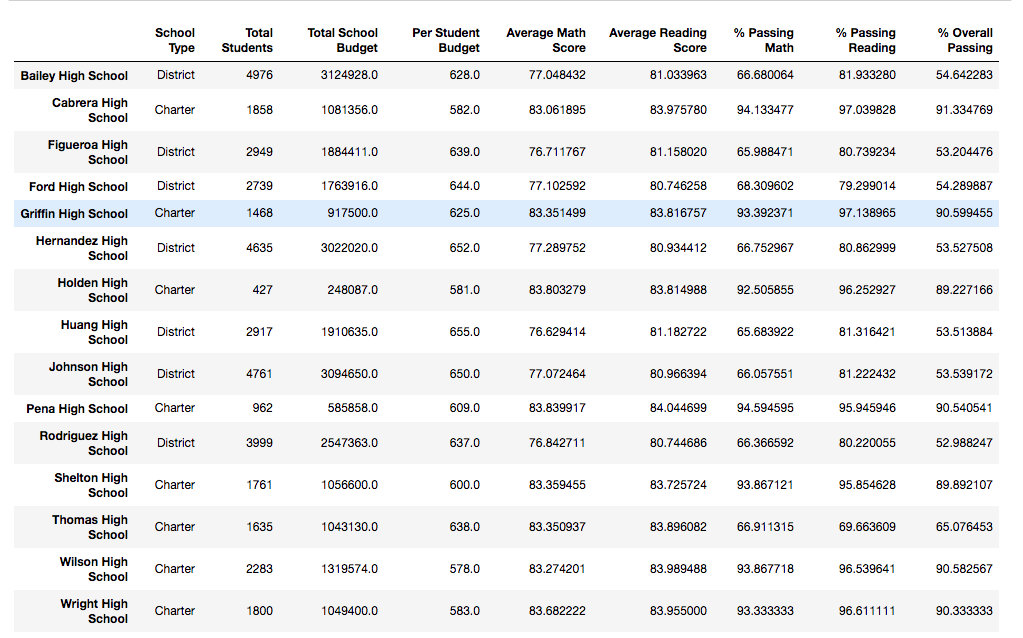 School Type Total Students Total School Budget Per Student Budget Average Math Score Average Reading Score % Passing Math % Passing Reading % Overall Passing
Bailey High School District 4976 3124928.0 628.0 77.048432 81.033963 66.680064 81.933280 54.642283
Cabrera High School Charter 1858 1081356.0 582.0 83.061895 83.975780 94.133477 97.039828 91.334769
Figueroa High School District 2949 1884411.0 639.0 76.711767 81.158020 65.988471 80.739234 53.204476
Ford High School District 2739 1763916.0 644.0 77.102592 80.746258 68.309602 79.299014 54.289887
Griffin High School Charter 1468 917500.0 625.0 83.351499 83.816757 93.392371 97.138965 90.599455
Hernandez High School District 4635 3022020.0 652.0 77.289752 80.934412 66.752967 80.862999 53.527508
Holden High School Charter 427 248087.0 581.0 83.803279 83.814988 92.505855 96.252927 89.227166
Huang High School District 2917 1910635.0 655.0 76.629414 81.182722 65.683922 81.316421 53.513884
Johnson High School District 4761 3094650.0 650.0 77.072464 80.966394 66.057551 81.222432 53.539172
Pena High School Charter 962 585858.0 609.0 83.839917 84.044699 94.594595 95.945946 90.540541
Rodriguez High School District 3999 2547363.0 637.0 76.842711 80.744686 66.366592 80.220055 52.988247
Shelton High School Charter 1761 1056600.0 600.0 83.359455 83.725724 93.867121 95.854628 89.892107
Thomas High School Charter 1635 1043130.0 638.0 83.350937 83.896082 66.911315 69.663609 65.076453
Wilson High School Charter 2283 1319574.0 578.0 83.274201 83.989488 93.867718 96.539641 90.582567
Wright High School Charter 1800 1049400.0 583.0 83.682222 83.955000 93.333333 96.611111 90.333333